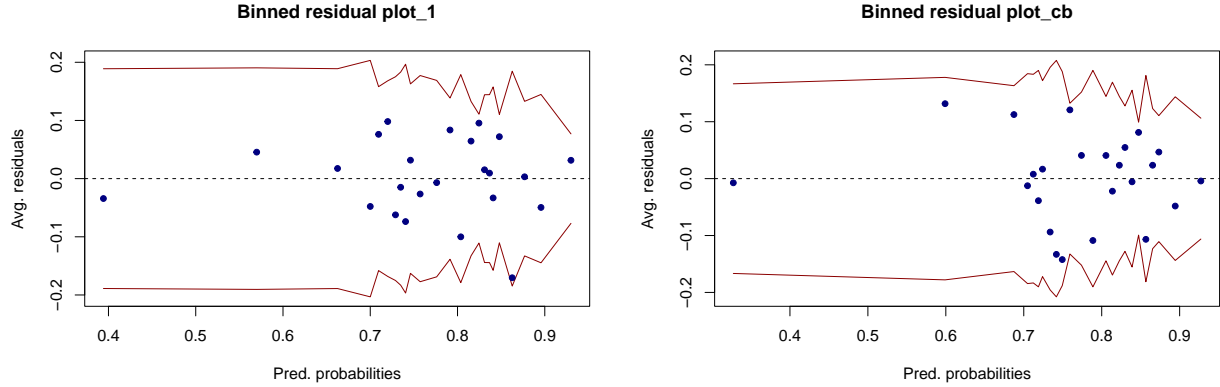 Binned residual plot_1
Avg. residuals
0.2
0.1
0.0
−0.1
−0.2
0.4 0.5 0.6 0.7 0.8 0.9
Pred. probabilities
Binned residual plot_cb
Avg. residuals
0.2
0.1
0.0
−0.1
−0.2
0.4 0.5 0.6 0.7 0.8 0.9
Pred. probabilities